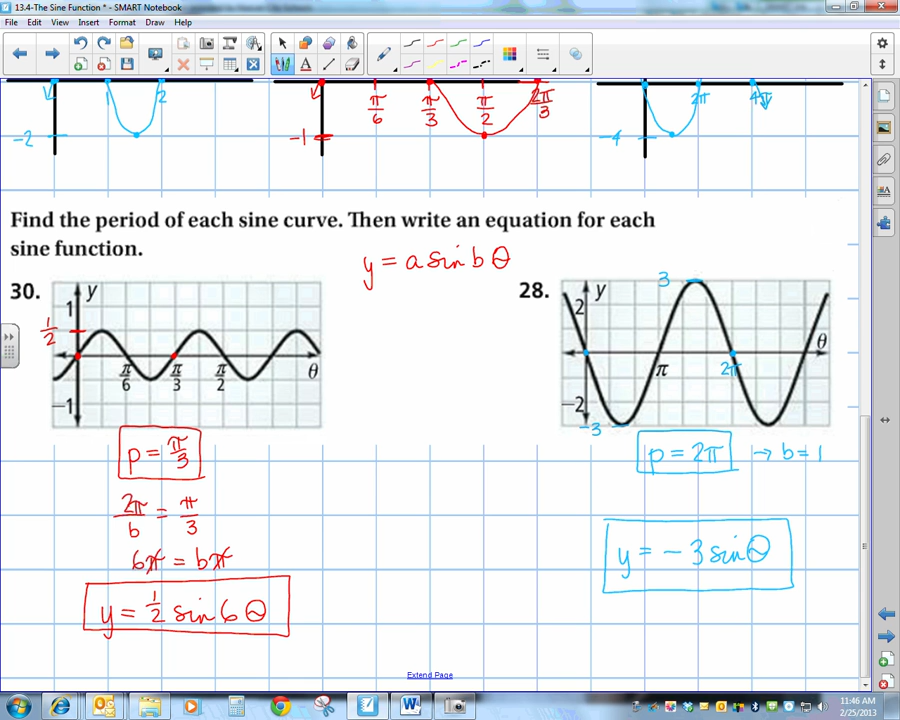 13.4-The Sine Function * - SMART Notebook
File Edit View Insert Format Draw Help
1 2
-2
π/6 π/3 π/2 2π/3
-1
2π 4π
-4
Find the period of each sine curve. Then write an equation for each
sine function.
y = a sin b θ
30.
y
1
1/2
π/6 π/3 π/2 θ
-1
p = π/3
2π/b = π/3
6π = bπ
y = 1/2 sin 6 θ
28.
y
3
2
θ
π 2π
-2
-3
p = 2π → b = 1
y = - 3 sin θ
Extend Page
11:46 AM
2/25/2013